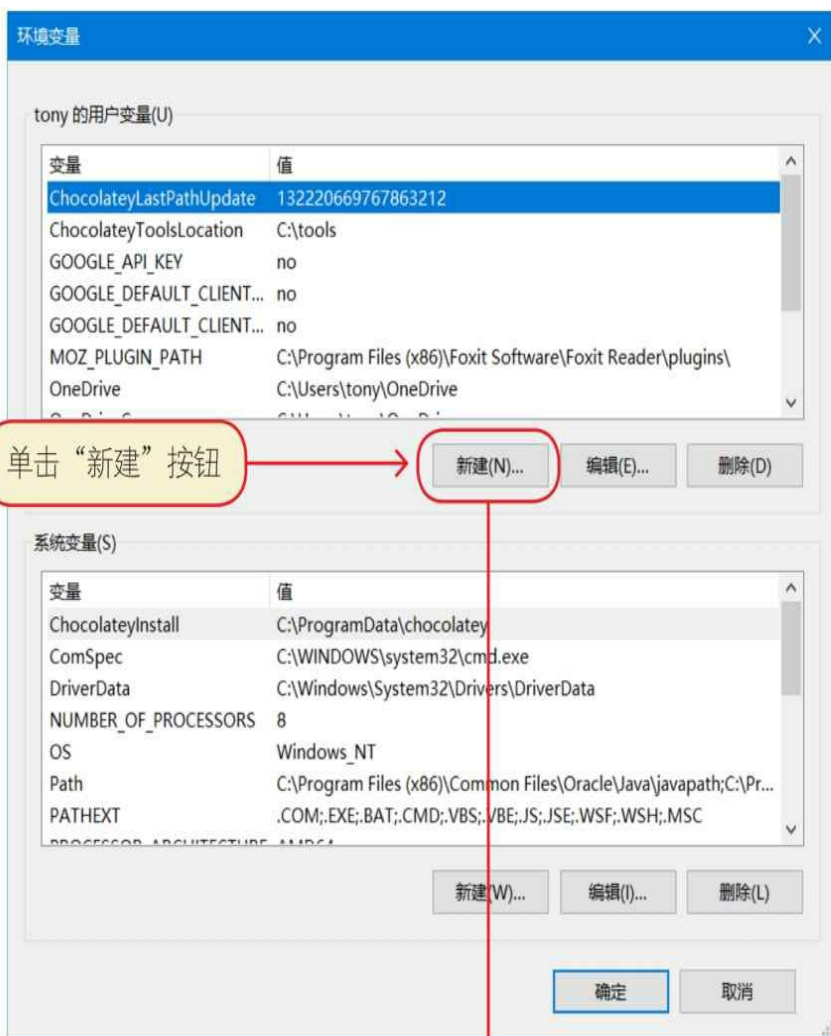 环境变量
tony 的用户变量(U)
变量 值
ChocolateyLastPathUpdate 132220669767863212
ChocolateyToolsLocation C:\tools
GOOGLE_API_KEY no
GOOGLE_DEFAULT_CLIENT... no
GOOGLE_DEFAULT_CLIENT... no
MOZ_PLUGIN_PATH C:\Program Files (x86)\Foxit Software\Foxit Reader\plugins\
OneDrive C:\Users\tony\OneDrive
单击“新建”按钮
新建(N)... 编辑(E)... 删除(D)
系统变量(S)
变量 值
ChocolateyInstall C:\ProgramData\chocolatey
ComSpec C:\WINDOWS\system32\cmd.exe
DriverData C:\Windows\System32\Drivers\DriverData
NUMBER_OF_PROCESSORS 8
OS Windows_NT
Path C:\Program Files (x86)\Common Files\Oracle\Java\javapath;C:\Pr...
PATHEXT .COM;.EXE;.BAT;.CMD;.VBS;.VBE;.JS;.JSE;.WSF;.WSH;.MSC
PROCESSOR_ARCHITECTURE AMD64
新建(W)... 编辑(I)... 删除(L)
确定 取消